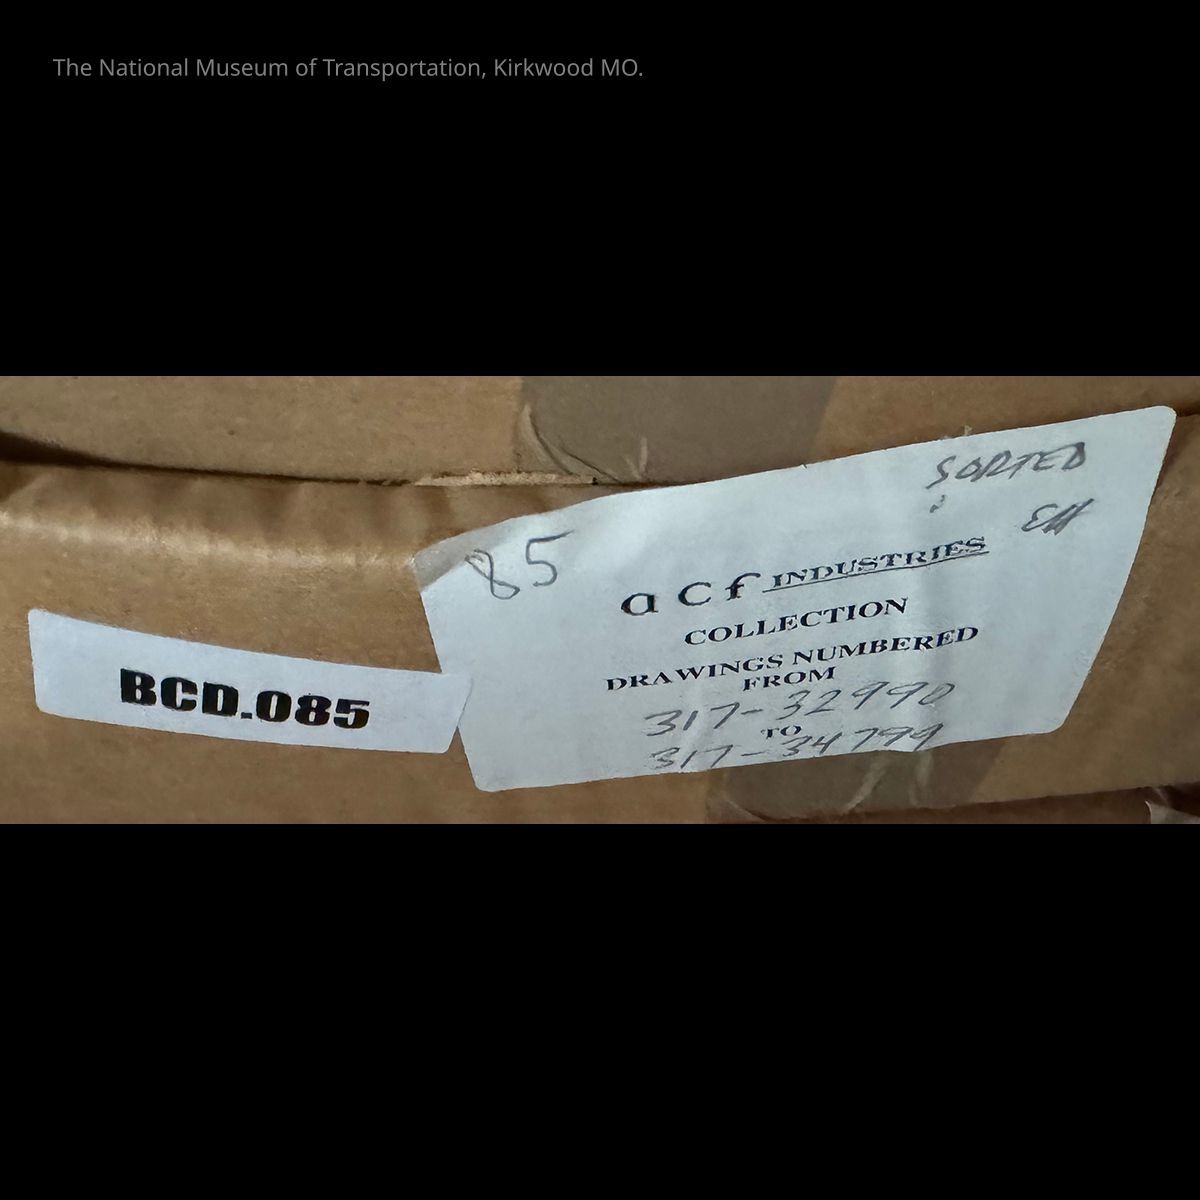 The National Museum of Transportation, Kirkwood MO.
SORTED
EH
85
acf INDUSTRIES
COLLECTION
DRAWINGS NUMBERED
FROM
317-32990
TO
317-34799
BCD.085